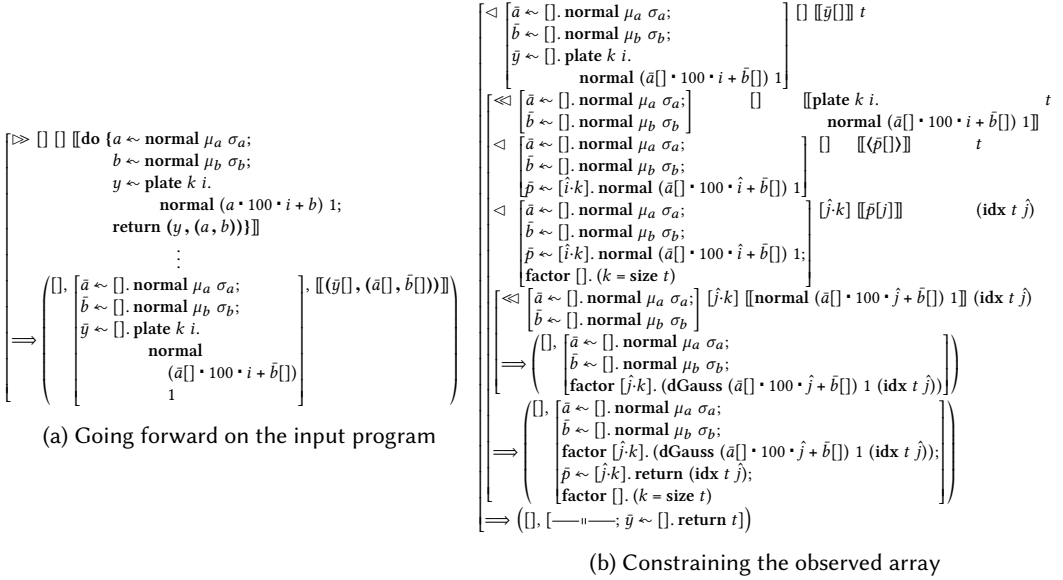 ▷▷ [] [] ⟦do {a ⇜ normal μ_a σ_a;
b ⇜ normal μ_b σ_b;
y ⇜ plate k i.
normal (a ▪ 100 ▪ i + b) 1;
return (y , (a , b))}⟧
⋮
⟹ ([], [ā ⇜ []. normal μ_a σ_a; ], ⟦(ȳ[] , (ā[] , b̄[]))⟧)
b̄ ⇜ []. normal μ_b σ_b;
ȳ ⇜ []. plate k i.
normal
(ā[] ▪ 100 ▪ i + b̄[])
1
(a) Going forward on the input program
◁ [ā ⇜ []. normal μ_a σ_a; ] [] ⟦ȳ[]⟧ t
b̄ ⇜ []. normal μ_b σ_b;
ȳ ⇜ []. plate k i.
normal (ā[] ▪ 100 ▪ i + b̄[]) 1
◁◁ [ā ⇜ []. normal μ_a σ_a; ] [] ⟦plate k i. t
b̄ ⇜ []. normal μ_b σ_b normal (ā[] ▪ 100 ▪ i + b̄[]) 1⟧
◁ [ā ⇜ []. normal μ_a σ_a; ] [] ⟦⟨p̄[]⟩⟧ t
b̄ ⇜ []. normal μ_b σ_b;
p̄ ⇜ [î·k]. normal (ā[] ▪ 100 ▪ î + b̄[]) 1
◁ [ā ⇜ []. normal μ_a σ_a; ] [ĵ·k] ⟦p̄[j]⟧ (idx t ĵ)
b̄ ⇜ []. normal μ_b σ_b;
p̄ ⇜ [î·k]. normal (ā[] ▪ 100 ▪ î + b̄[]) 1;
factor []. (k = size t)
◁◁ [ā ⇜ []. normal μ_a σ_a; ] [ĵ·k] ⟦normal (ā[] ▪ 100 ▪ ĵ + b̄[]) 1⟧ (idx t ĵ)
b̄ ⇜ []. normal μ_b σ_b
⟹ ([], [ā ⇜ []. normal μ_a σ_a; ])
b̄ ⇜ []. normal μ_b σ_b;
factor [ĵ·k]. (dGauss (ā[] ▪ 100 ▪ ĵ + b̄[]) 1 (idx t ĵ))
⟹ ([], [ā ⇜ []. normal μ_a σ_a; ])
b̄ ⇜ []. normal μ_b σ_b;
factor [ĵ·k]. (dGauss (ā[] ▪ 100 ▪ ĵ + b̄[]) 1 (idx t ĵ));
p̄ ⇜ [ĵ·k]. return (idx t ĵ);
factor []. (k = size t)
⟹ ([], [——〃——; ȳ ⇜ []. return t])
(b) Constraining the observed array